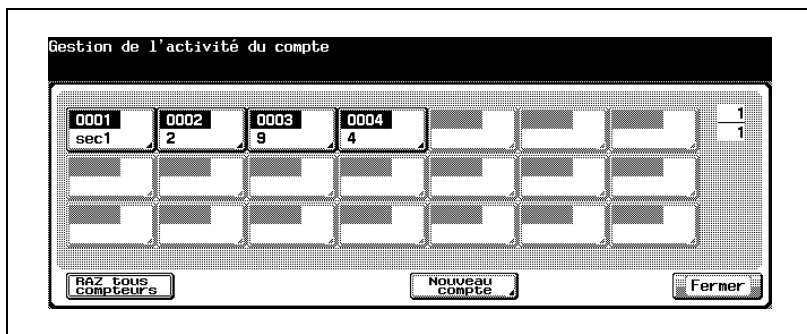 Gestion de l'activité du compte
0001 0002 0003 0004
sec1 2 9 4
1
1
RAZ tous
compteurs
Nouveau
compte
Fermer